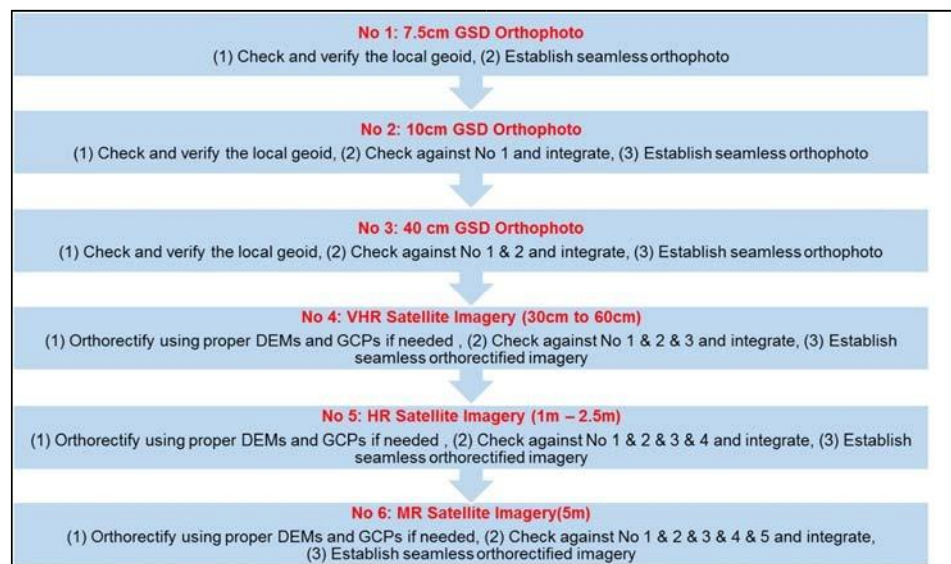 No 1: 7.5cm GSD Orthophoto
(1) Check and verify the local geoid, (2) Establish seamless orthophoto
No 2: 10cm GSD Orthophoto
(1) Check and verify the local geoid, (2) Check against No 1 and integrate, (3) Establish seamless orthophoto
No 3: 40 cm GSD Orthophoto
(1) Check and verify the local geoid, (2) Check against No 1 & 2 and integrate, (3) Establish seamless orthophoto
No 4: VHR Satellite Imagery (30cm to 60cm)
(1) Orthorectify using proper DEMs and GCPs if needed , (2) Check against No 1 & 2 & 3 and integrate, (3) Establish
seamless orthorectified imagery
No 5: HR Satellite Imagery (1m – 2.5m)
(1) Orthorectify using proper DEMs and GCPs if needed , (2) Check against No 1 & 2 & 3 & 4 and integrate, (3) Establish
seamless orthorectified imagery
No 6: MR Satellite Imagery(5m)
(1) Orthorectify using proper DEMs and GCPs if needed, (2) Check against No 1 & 2 & 3 & 4 & 5 and integrate,
(3) Establish seamless orthorectified imagery